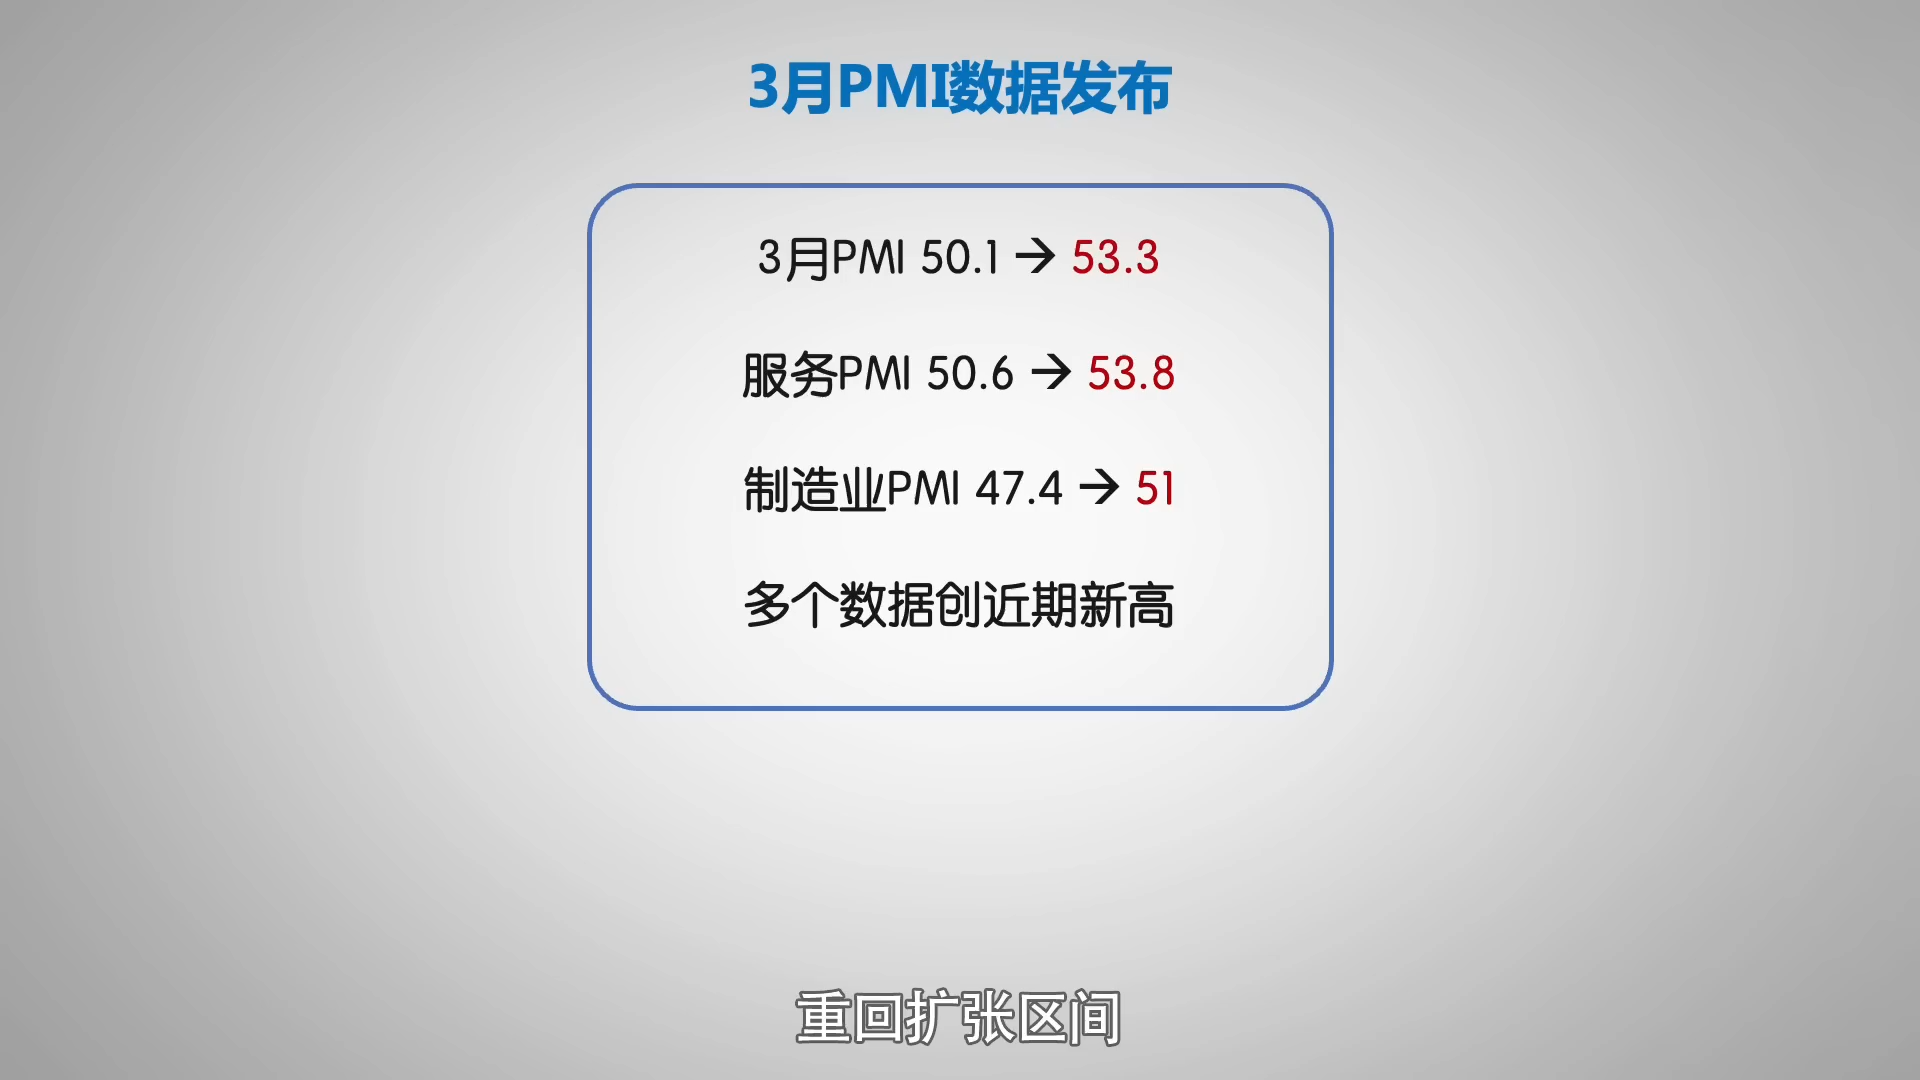 3月PMI数据发布
3月PMI 50.1 → 53.3
服务PMI 50.6 → 53.8
制造业PMI 47.4 → 51
多个数据创近期新高
重回扩张区间